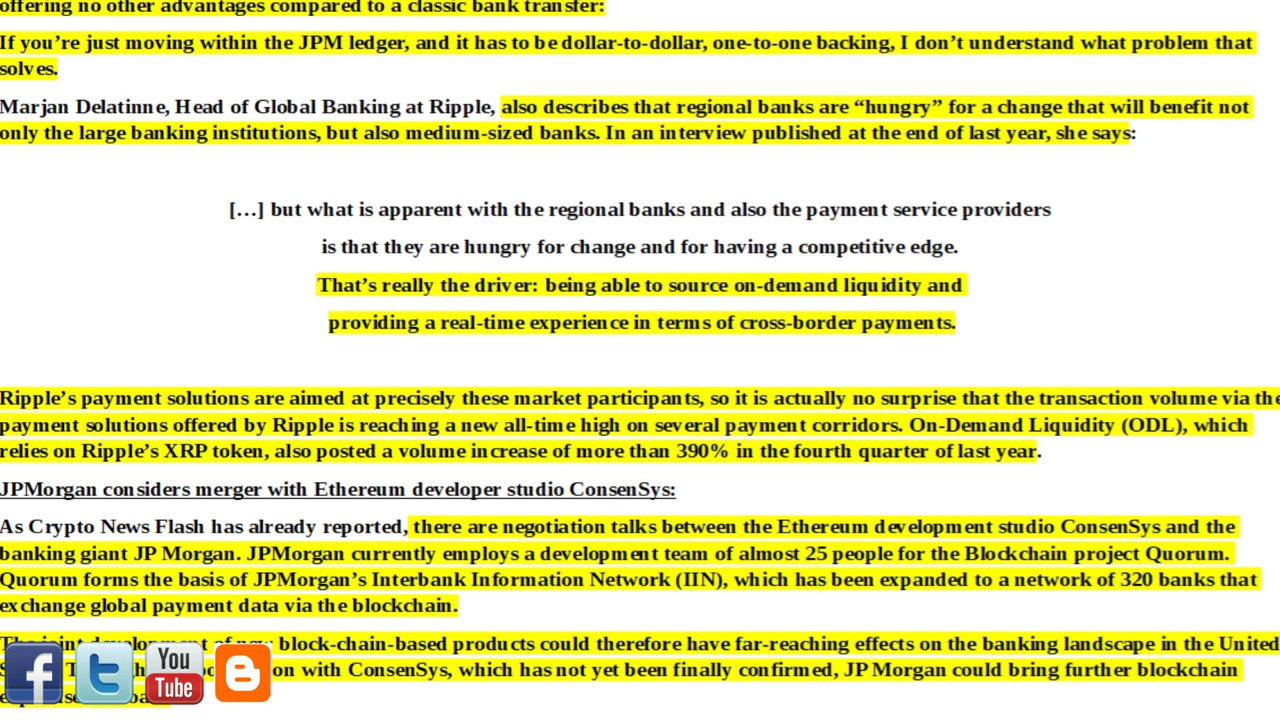 offering no other advantages compared to a classic bank transfer:
If you’re just moving within the JPM ledger, and it has to be dollar-to-dollar, one-to-one backing, I don’t understand what problem that
solves.
Marjan Delatinne, Head of Global Banking at Ripple, also describes that regional banks are “hungry” for a change that will benefit not
only the large banking institutions, but also medium-sized banks. In an interview published at the end of last year, she says:
[…] but what is apparent with the regional banks and also the payment service providers
is that they are hungry for change and for having a competitive edge.
That’s really the driver: being able to source on-demand liquidity and
providing a real-time experience in terms of cross-border payments.
Ripple’s payment solutions are aimed at precisely these market participants, so it is actually no surprise that the transaction volume via the
payment solutions offered by Ripple is reaching a new all-time high on several payment corridors. On-Demand Liquidity (ODL), which
relies on Ripple’s XRP token, also posted a volume increase of more than 390% in the fourth quarter of last year.
JPMorgan considers merger with Ethereum developer studio ConsenSys:
As Crypto News Flash has already reported, there are negotiation talks between the Ethereum development studio ConsenSys and the
banking giant JP Morgan. JPMorgan currently employs a development team of almost 25 people for the Blockchain project Quorum.
Quorum forms the basis of JPMorgan’s Interbank Information Network (IIN), which has been expanded to a network of 320 banks that
exchange global payment data via the blockchain.
The joint development of new block-chain-based products could therefore have far-reaching effects on the banking landscape in the United
on with ConsenSys, which has not yet been finally confirmed, JP Morgan could bring further blockchain
You
Tube